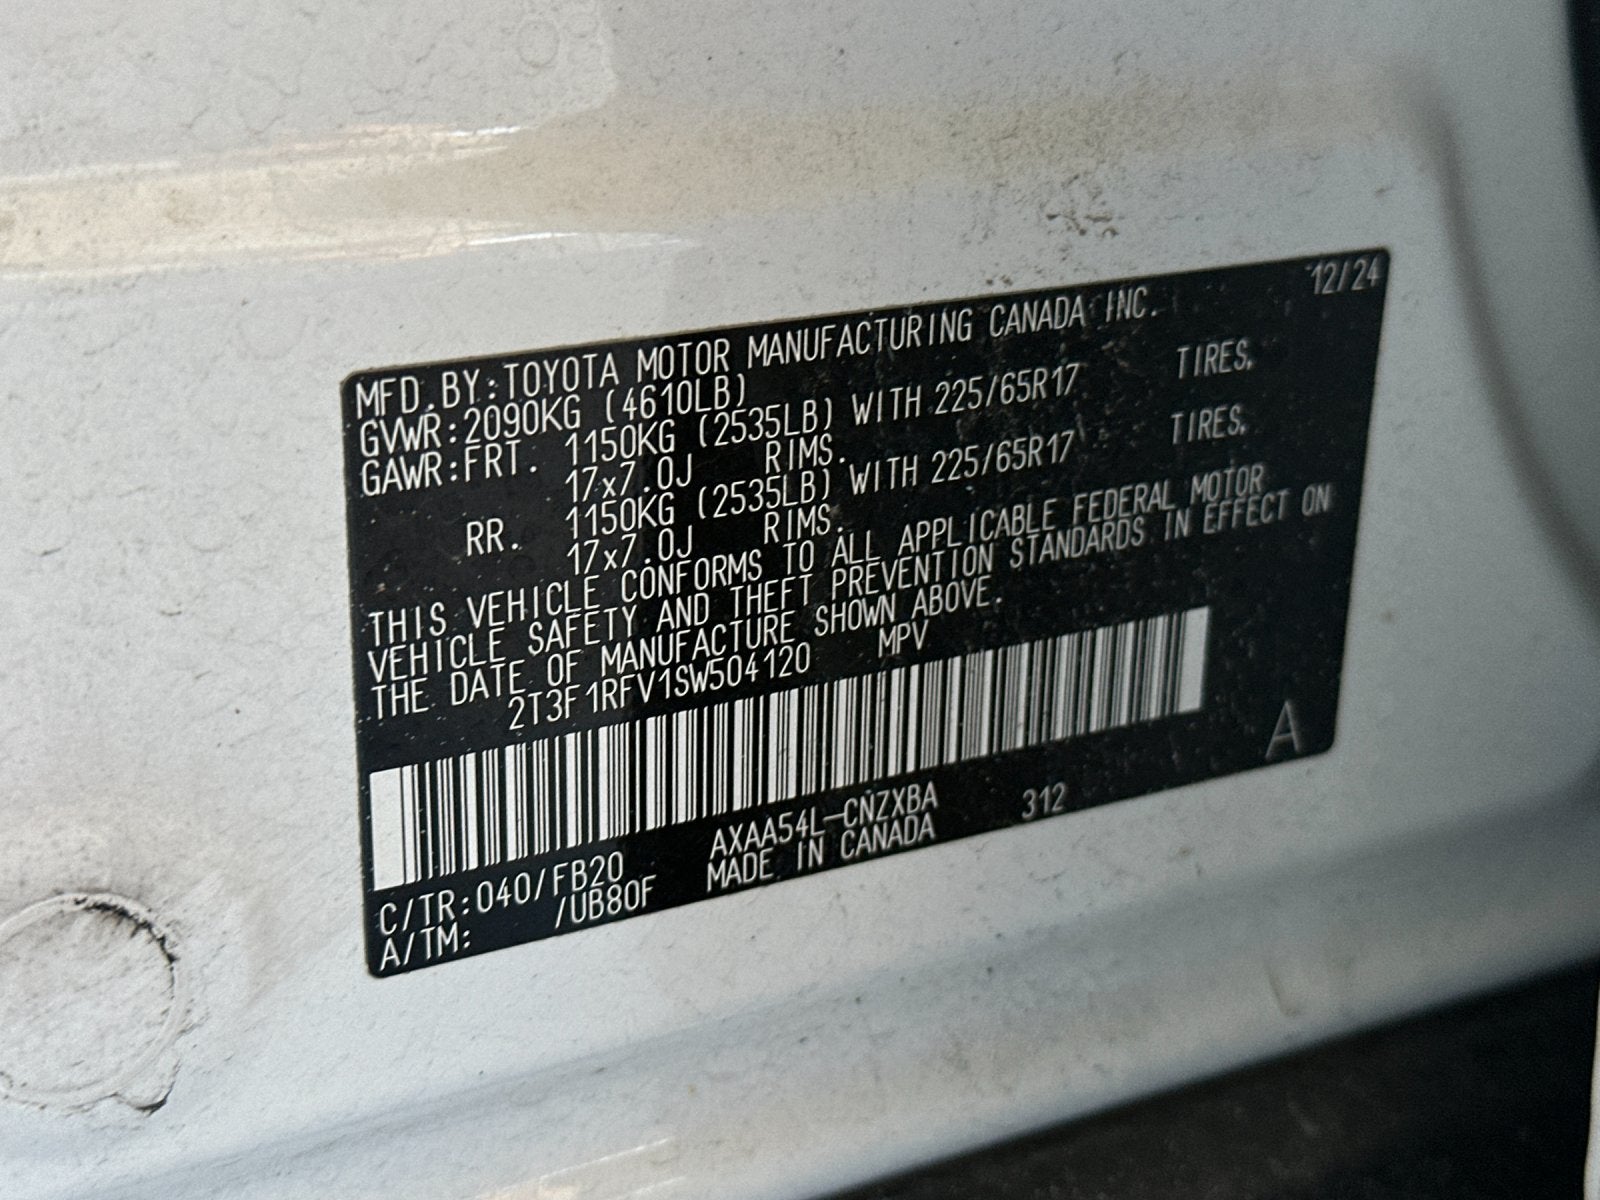 12/24
MFD.BY:TOYOTA MOTOR MANUFACTURING CANADA INC.
GVWR:2090KG (4610LB)
GAWR:FRT. 1150KG (2535LB) WITH 225/65R17 TIRES,
17x7.0J RIMS.
RR. 1150KG (2535LB) WITH 225/65R17 TIRES,
17x7.0J RIMS.
THIS VEHICLE CONFORMS TO ALL APPLICABLE FEDERAL MOTOR
VEHICLE SAFETY AND THEFT PREVENTION STANDARDS IN EFFECT ON
THE DATE OF MANUFACTURE SHOWN ABOVE.
2T3F1RFV1SW504120 MPV
A
C/TR:040/FB20 AXAA54L-CNZXBA 312
A/TM: /UB80F MADE IN CANADA